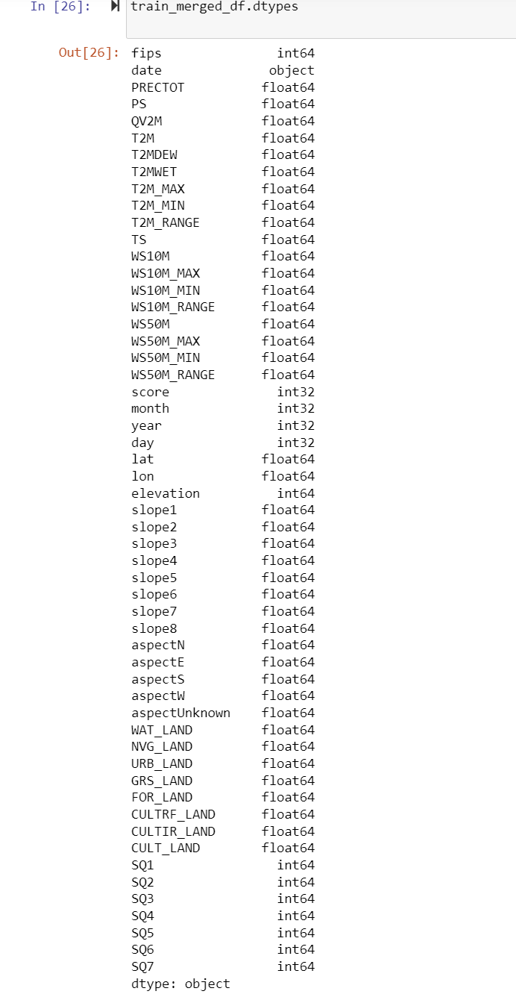 In [26]: train_merged_df.dtypes
Out[26]: fips int64
date object
PRECTOT float64
PS float64
QV2M float64
T2M float64
T2MDEW float64
T2MWET float64
T2M_MAX float64
T2M_MIN float64
T2M_RANGE float64
TS float64
WS10M float64
WS10M_MAX float64
WS10M_MIN float64
WS10M_RANGE float64
WS50M float64
WS50M_MAX float64
WS50M_MIN float64
WS50M_RANGE float64
score int32
month int32
year int32
day int32
lat float64
lon float64
elevation int64
slope1 float64
slope2 float64
slope3 float64
slope4 float64
slope5 float64
slope6 float64
slope7 float64
slope8 float64
aspectN float64
aspectE float64
aspectS float64
aspectW float64
aspectUnknown float64
WAT_LAND float64
NVG_LAND float64
URB_LAND float64
GRS_LAND float64
FOR_LAND float64
CULTRF_LAND float64
CULTIR_LAND float64
CULT_LAND float64
SQ1 int64
SQ2 int64
SQ3 int64
SQ4 int64
SQ5 int64
SQ6 int64
SQ7 int64
dtype: object